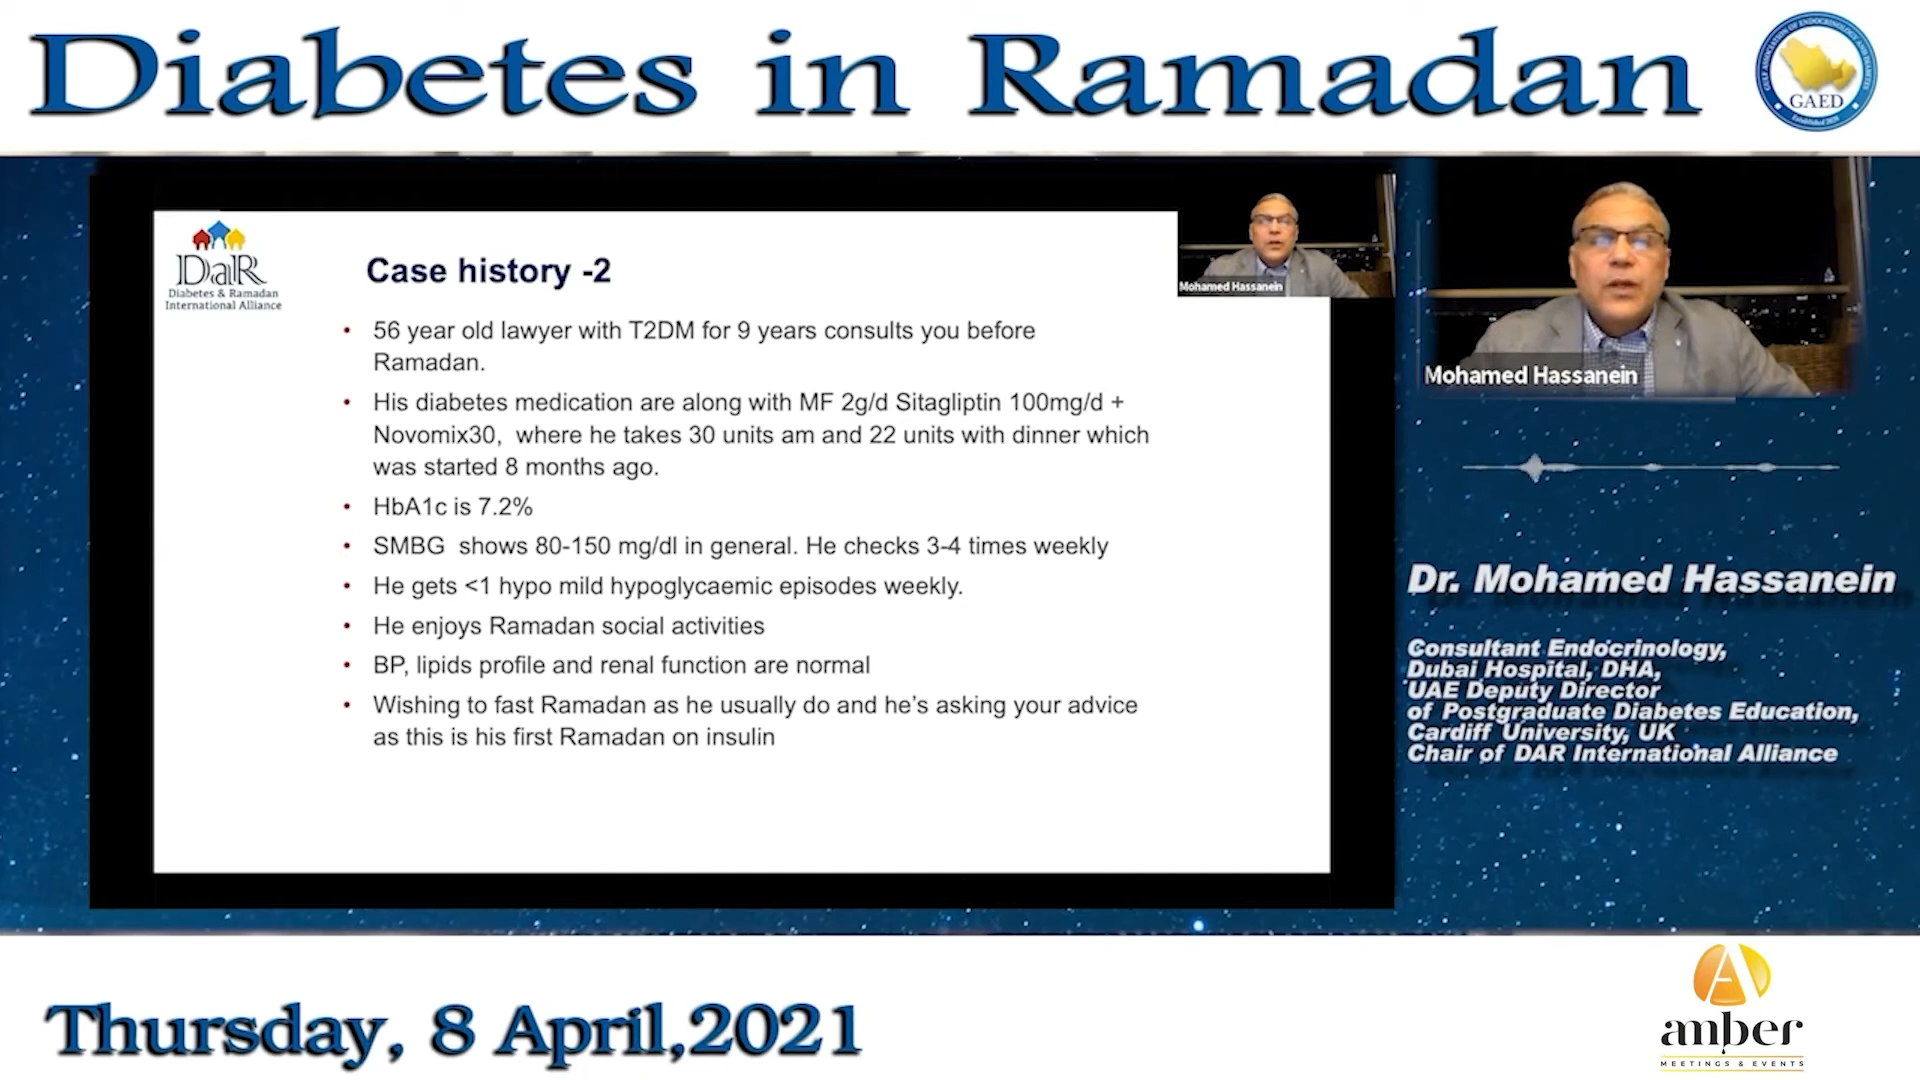 Diabetes in Ramadan
GAED
DaR
Diabetes & Ramadan
International Alliance
Case history -2
• 56 year old lawyer with T2DM for 9 years consults you before
Ramadan.
• His diabetes medication are along with MF 2g/d Sitagliptin 100mg/d +
Novomix30, where he takes 30 units am and 22 units with dinner which
was started 8 months ago.
• HbA1c is 7.2%
• SMBG shows 80-150 mg/dl in general. He checks 3-4 times weekly
• He gets <1 hypo mild hypoglycaemic episodes weekly.
• He enjoys Ramadan social activities
• BP, lipids profile and renal function are normal
• Wishing to fast Ramadan as he usually do and he's asking your advice
as this is his first Ramadan on insulin
Mohamed Hassanein
Mohamed Hassanein
Dr. Mohamed Hassanein
Consultant Endocrinology,
Dubai Hospital, DHA,
UAE Deputy Director
of Postgraduate Diabetes Education,
Cardiff University, UK
Chair of DAR International Alliance
Thursday, 8 April,2021
amber
MEETINGS & EVENTS